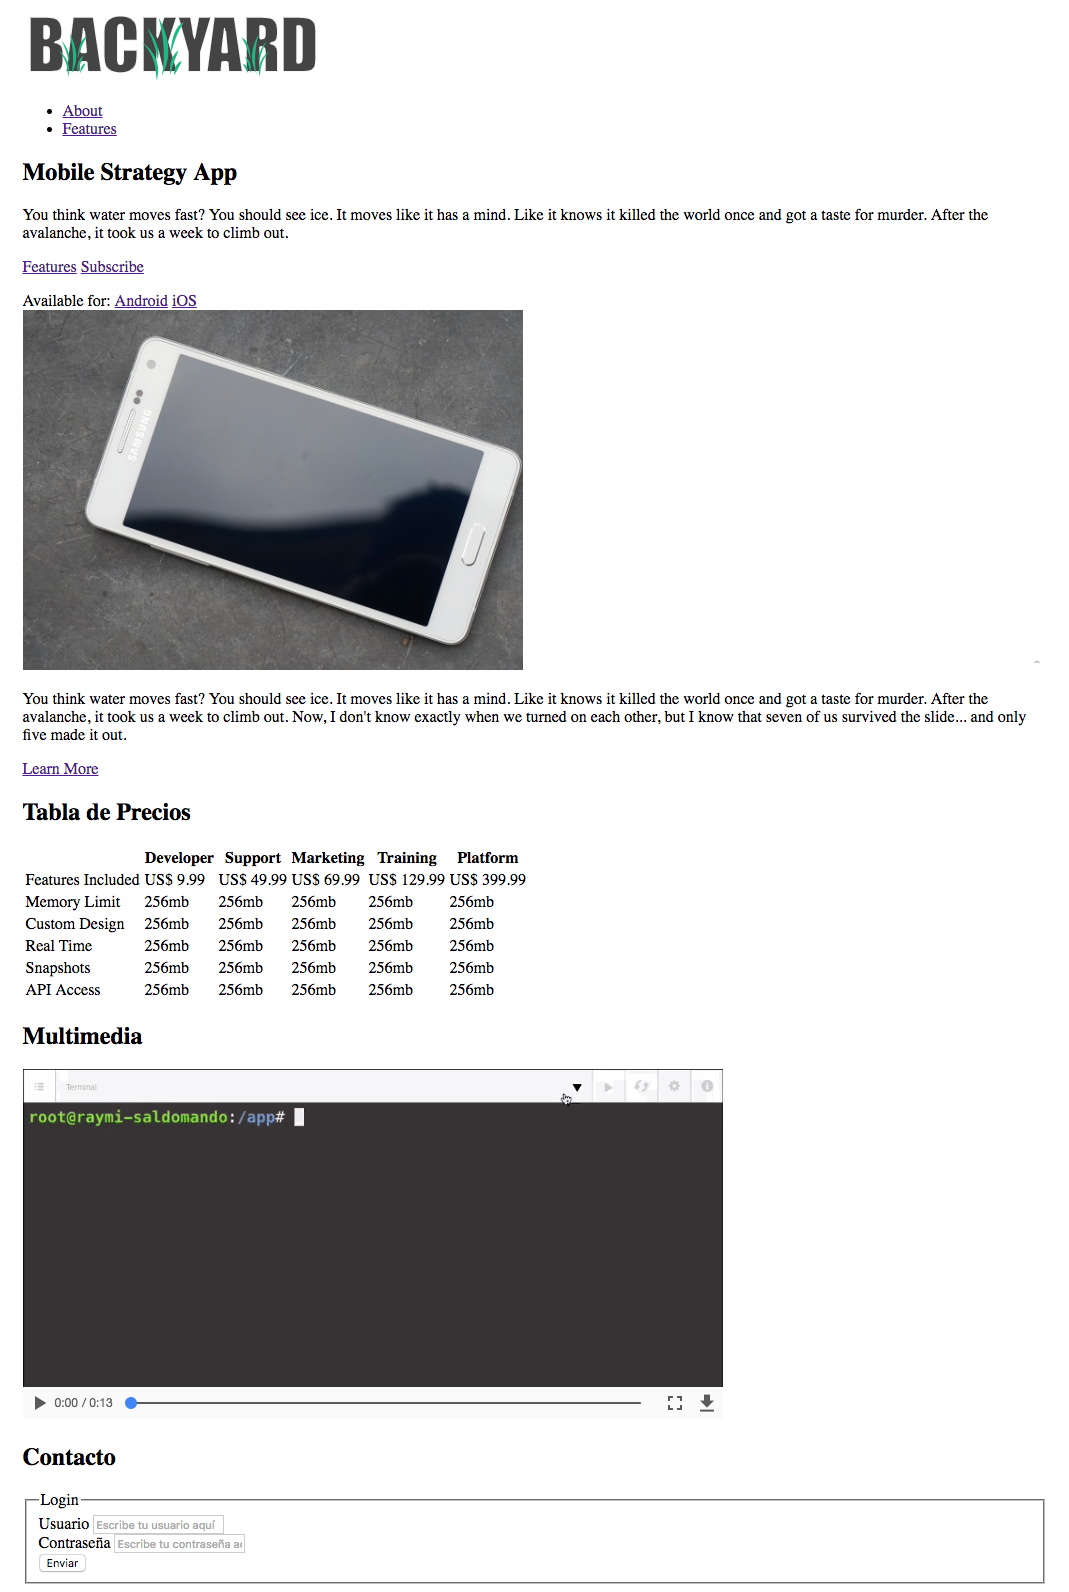 BACKYARD
About
Features
Mobile Strategy App
You think water moves fast? You should see ice. It moves like it has a mind. Like it knows it killed the world once and got a taste for murder. After the
avalanche, it took us a week to climb out.
Features Subscribe
Available for: Android iOS
SAMSUNG
You think water moves fast? You should see ice. It moves like it has a mind. Like it knows it killed the world once and got a taste for murder. After the
avalanche, it took us a week to climb out. Now, I don't know exactly when we turned on each other, but I know that seven of us survived the slide... and only
five made it out.
Learn More
Tabla de Precios
Developer Support Marketing Training Platform
Features Included US$ 9.99 US$ 49.99 US$ 69.99 US$ 129.99 US$ 399.99
Memory Limit 256mb 256mb 256mb 256mb 256mb
Custom Design 256mb 256mb 256mb 256mb 256mb
Real Time 256mb 256mb 256mb 256mb 256mb
Snapshots 256mb 256mb 256mb 256mb 256mb
API Access 256mb 256mb 256mb 256mb 256mb
Multimedia
Terminal
root@raymi-saldomando:/app#
0:00 / 0:13
Contacto
Login
Usuario Escribe tu usuario aquí
Contraseña Escribe tu contraseña a
Enviar